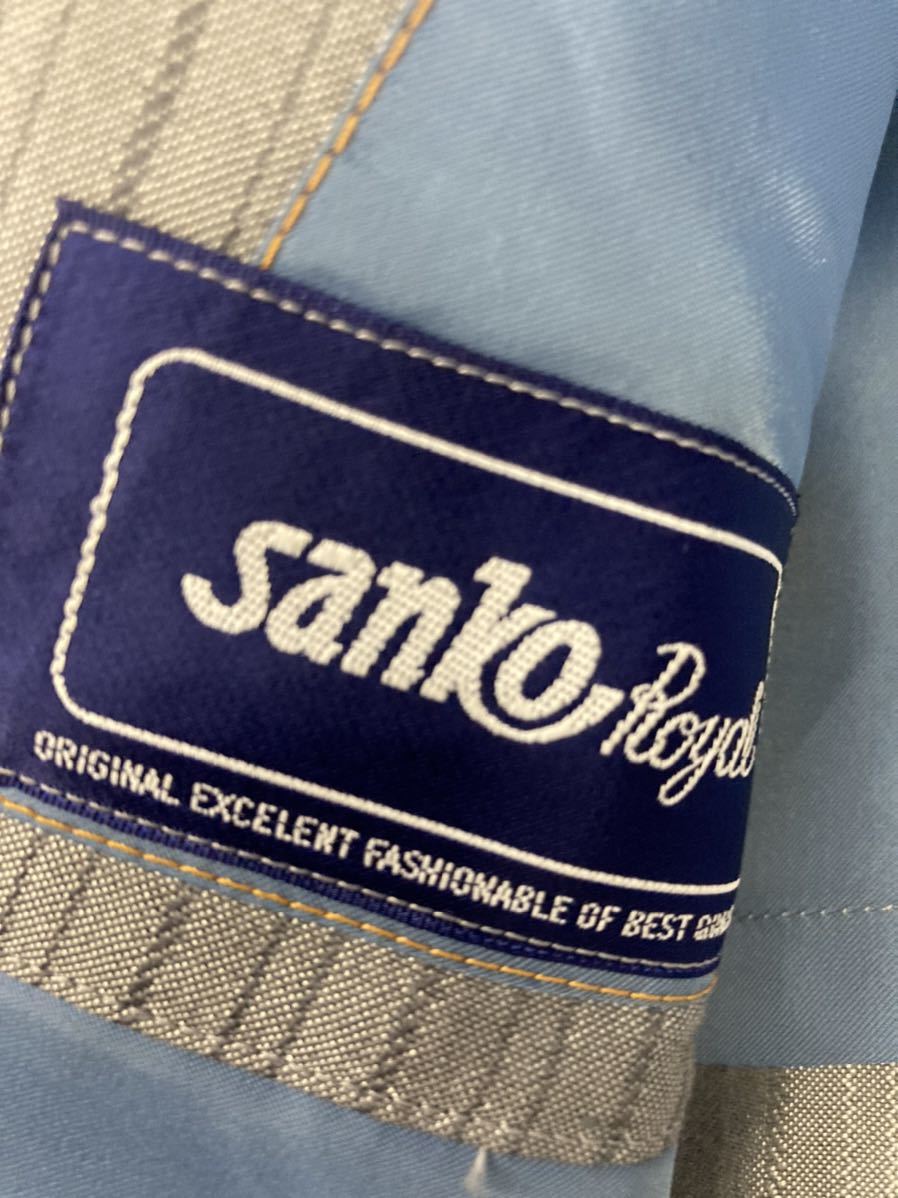 sanko Royal
ORIGINAL EXCELENT FASHIONABLE OF BEST